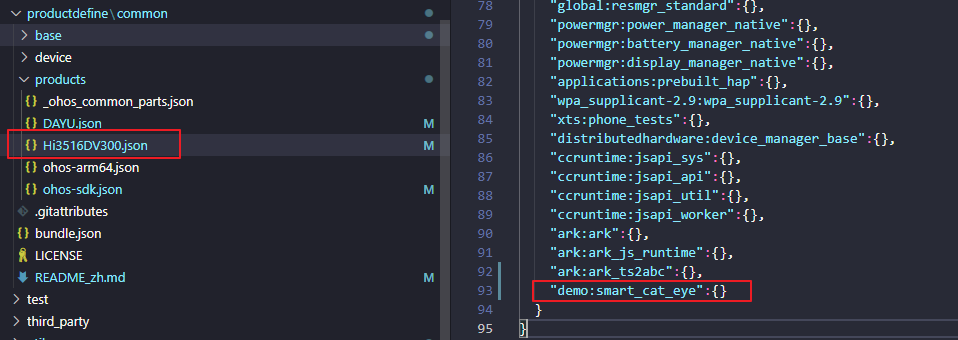 productdefine\common
base
device
products
_ohos_common_parts.json
DAYU.json M
Hi3516DV300.json M
ohos-arm64.json
ohos-sdk.json M
.gitattributes
bundle.json
LICENSE
README_zh.md M
test
third_party
78 "global:resmgr_standard":{},
79 "powermgr:power_manager_native":{},
80 "powermgr:battery_manager_native":{},
81 "powermgr:display_manager_native":{},
82 "applications:prebuilt_hap":{},
83 "wpa_supplicant-2.9:wpa_supplicant-2.9":{},
84 "xts:phone_tests":{},
85 "distributedhardware:device_manager_base":{},
86 "ccruntime:jsapi_sys":{},
87 "ccruntime:jsapi_api":{},
88 "ccruntime:jsapi_util":{},
89 "ccruntime:jsapi_worker":{},
90 "ark:ark":{},
91 "ark:ark_js_runtime":{},
92 "ark:ark_ts2abc":{},
93 "demo:smart_cat_eye":{}
94 }
95 }